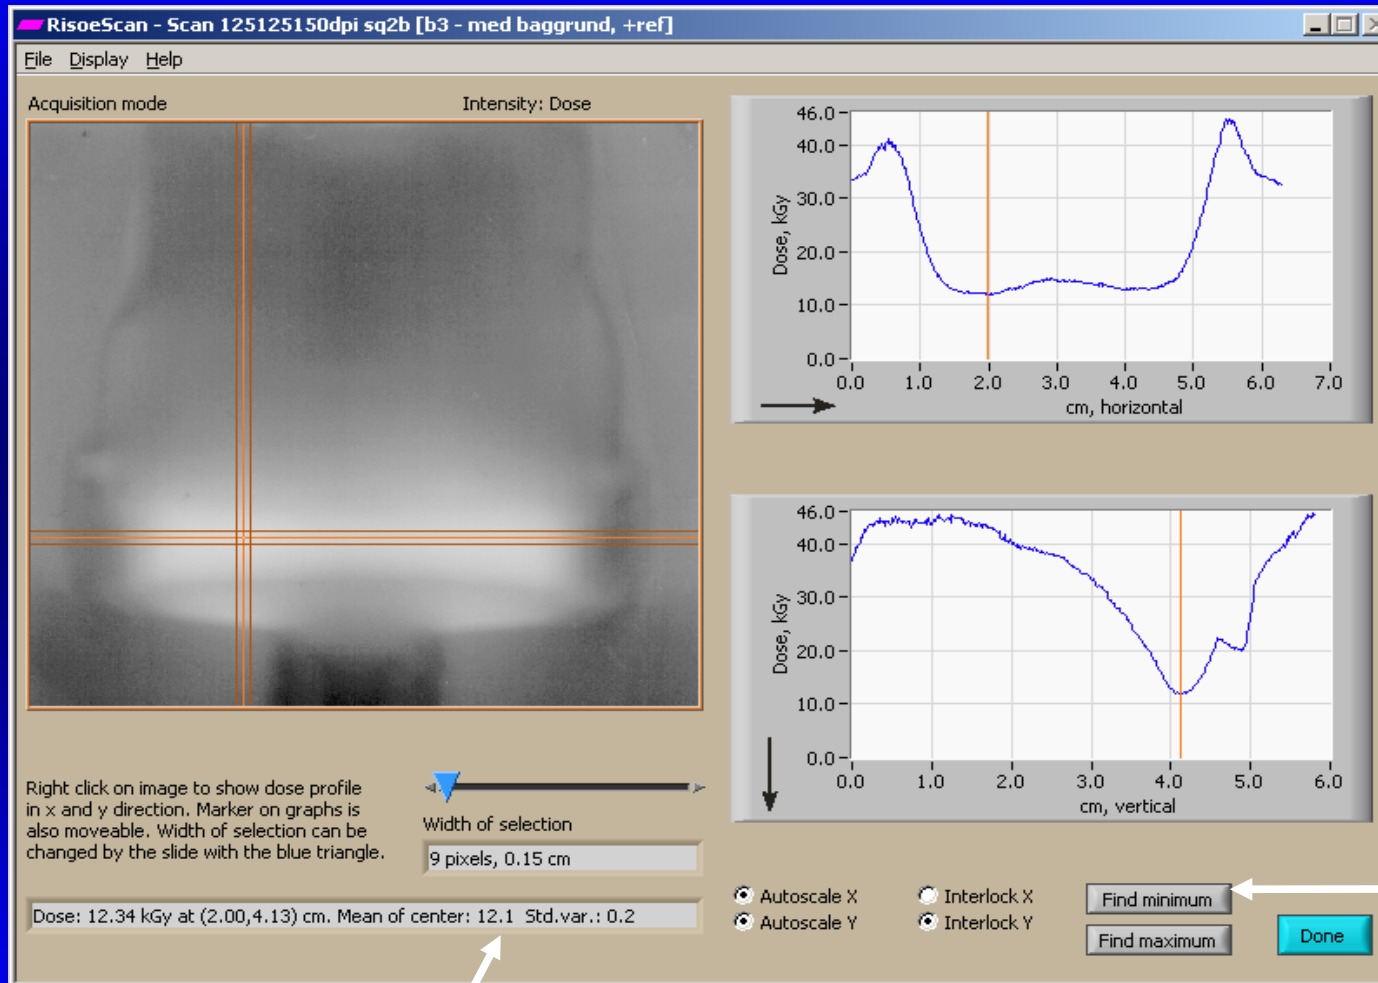 RisoeScan - Scan 125125150dpi sq2b [b3 - med baggrund, +ref]
File Display Help
Acquisition mode
Intensity: Dose
46.0
40.0
30.0
20.0
10.0
0.0
Dose, kGy
0.0 1.0 2.0 3.0 4.0 5.0 6.0 7.0
cm, horizontal
46.0
40.0
30.0
20.0
10.0
0.0
Dose, kGy
0.0 1.0 2.0 3.0 4.0 5.0 6.0
cm, vertical
Right click on image to show dose profile
in x and y direction. Marker on graphs is
also moveable. Width of selection can be
changed by the slide with the blue triangle.
Width of selection
9 pixels, 0.15 cm
Dose: 12.34 kGy at (2.00,4.13) cm. Mean of center: 12.1 Std.var.: 0.2
Autoscale X
Interlock X
Autoscale Y
Interlock Y
Find minimum
Find maximum
Done